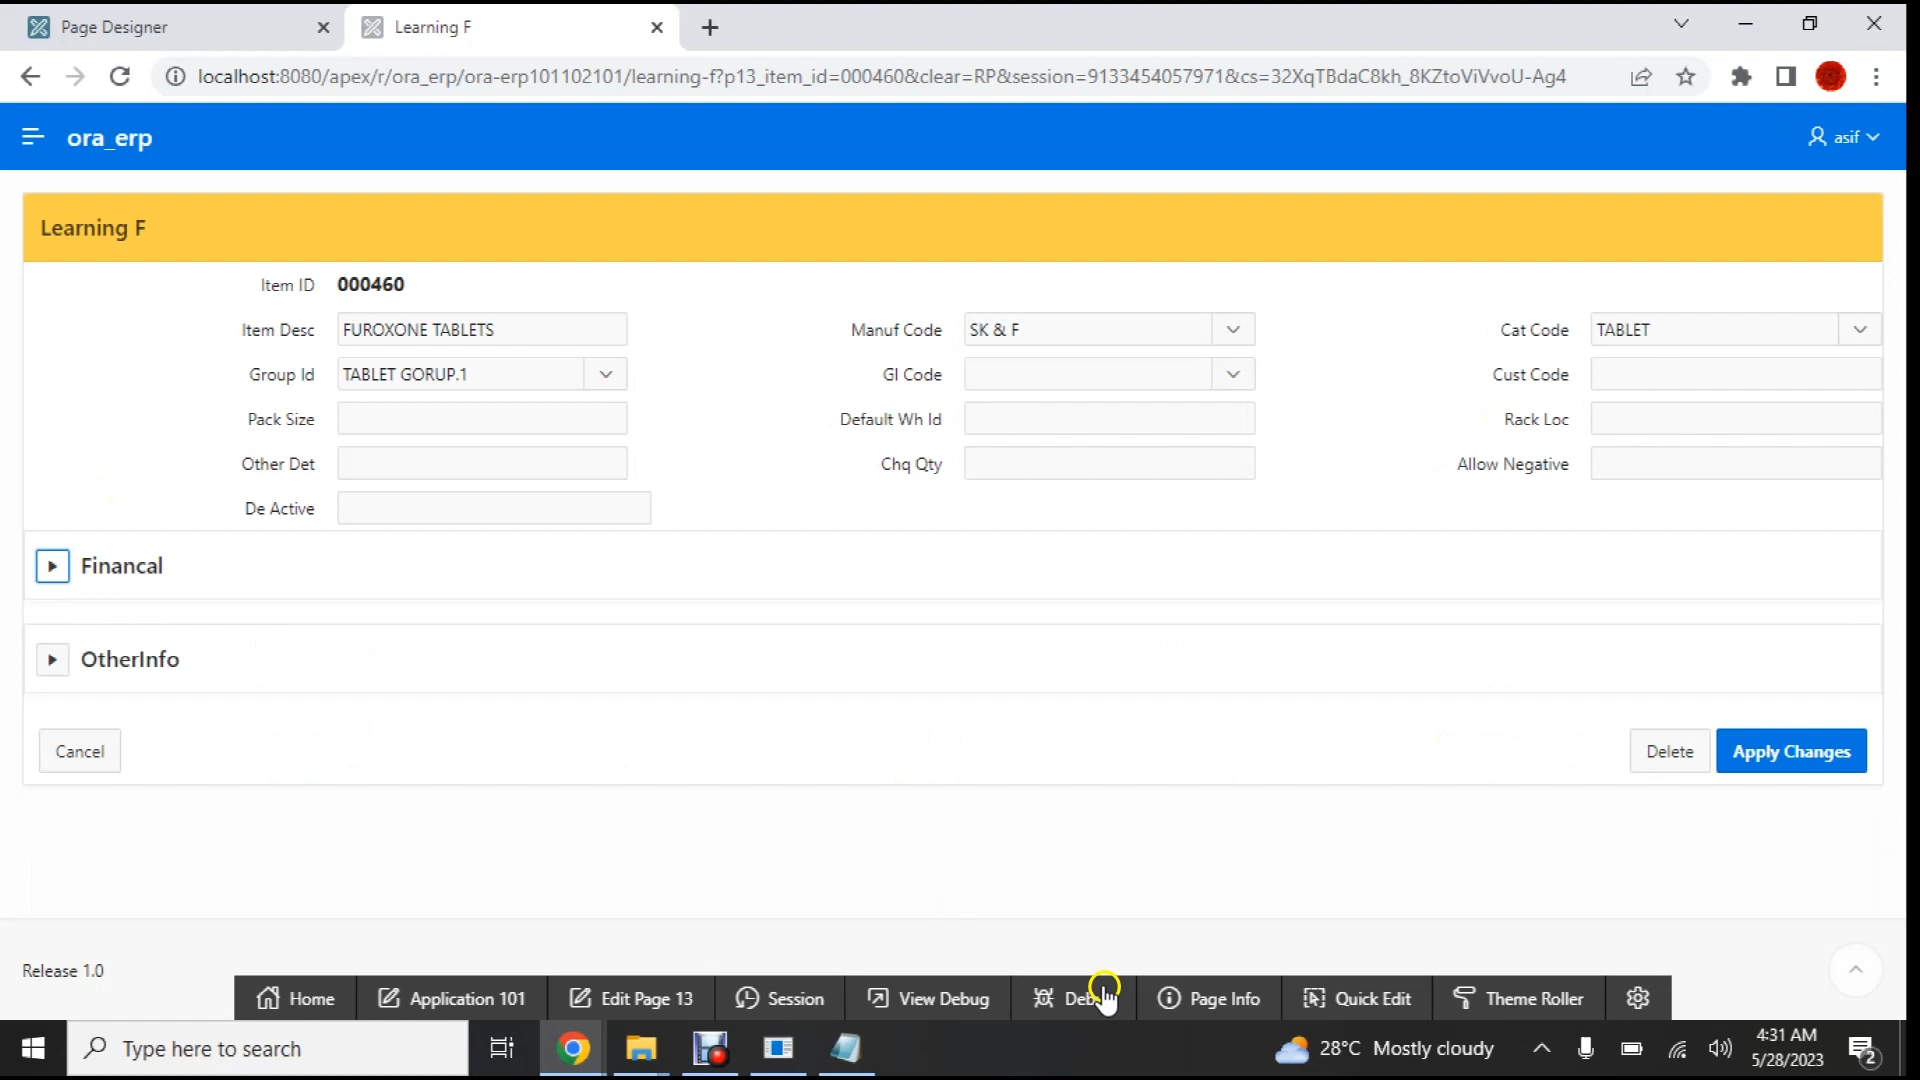 Page Designer
Learning F
localhost:8080/apex/r/ora_erp/ora-erp101102101/learning-f?p13_item_id=000460&clear=RP&session=9133454057971&cs=32XqTBdaC8kh_8KZtoViVvoU-Ag4
ora_erp
asif
Learning F
Item ID 000460
Item Desc FUROXONE TABLETS Manuf Code SK & F Cat Code TABLET
Group Id TABLET GORUP.1 Gl Code Cust Code
Pack Size Default Wh Id Rack Loc
Other Det Chq Qty Allow Negative
De Active
Financal
OtherInfo
Cancel Delete Apply Changes
Release 1.0
Home Application 101 Edit Page 13 Session View Debug Page Info Quick Edit Theme Roller
Type here to search
28°C Mostly cloudy
4:31 AM
5/28/2023
2